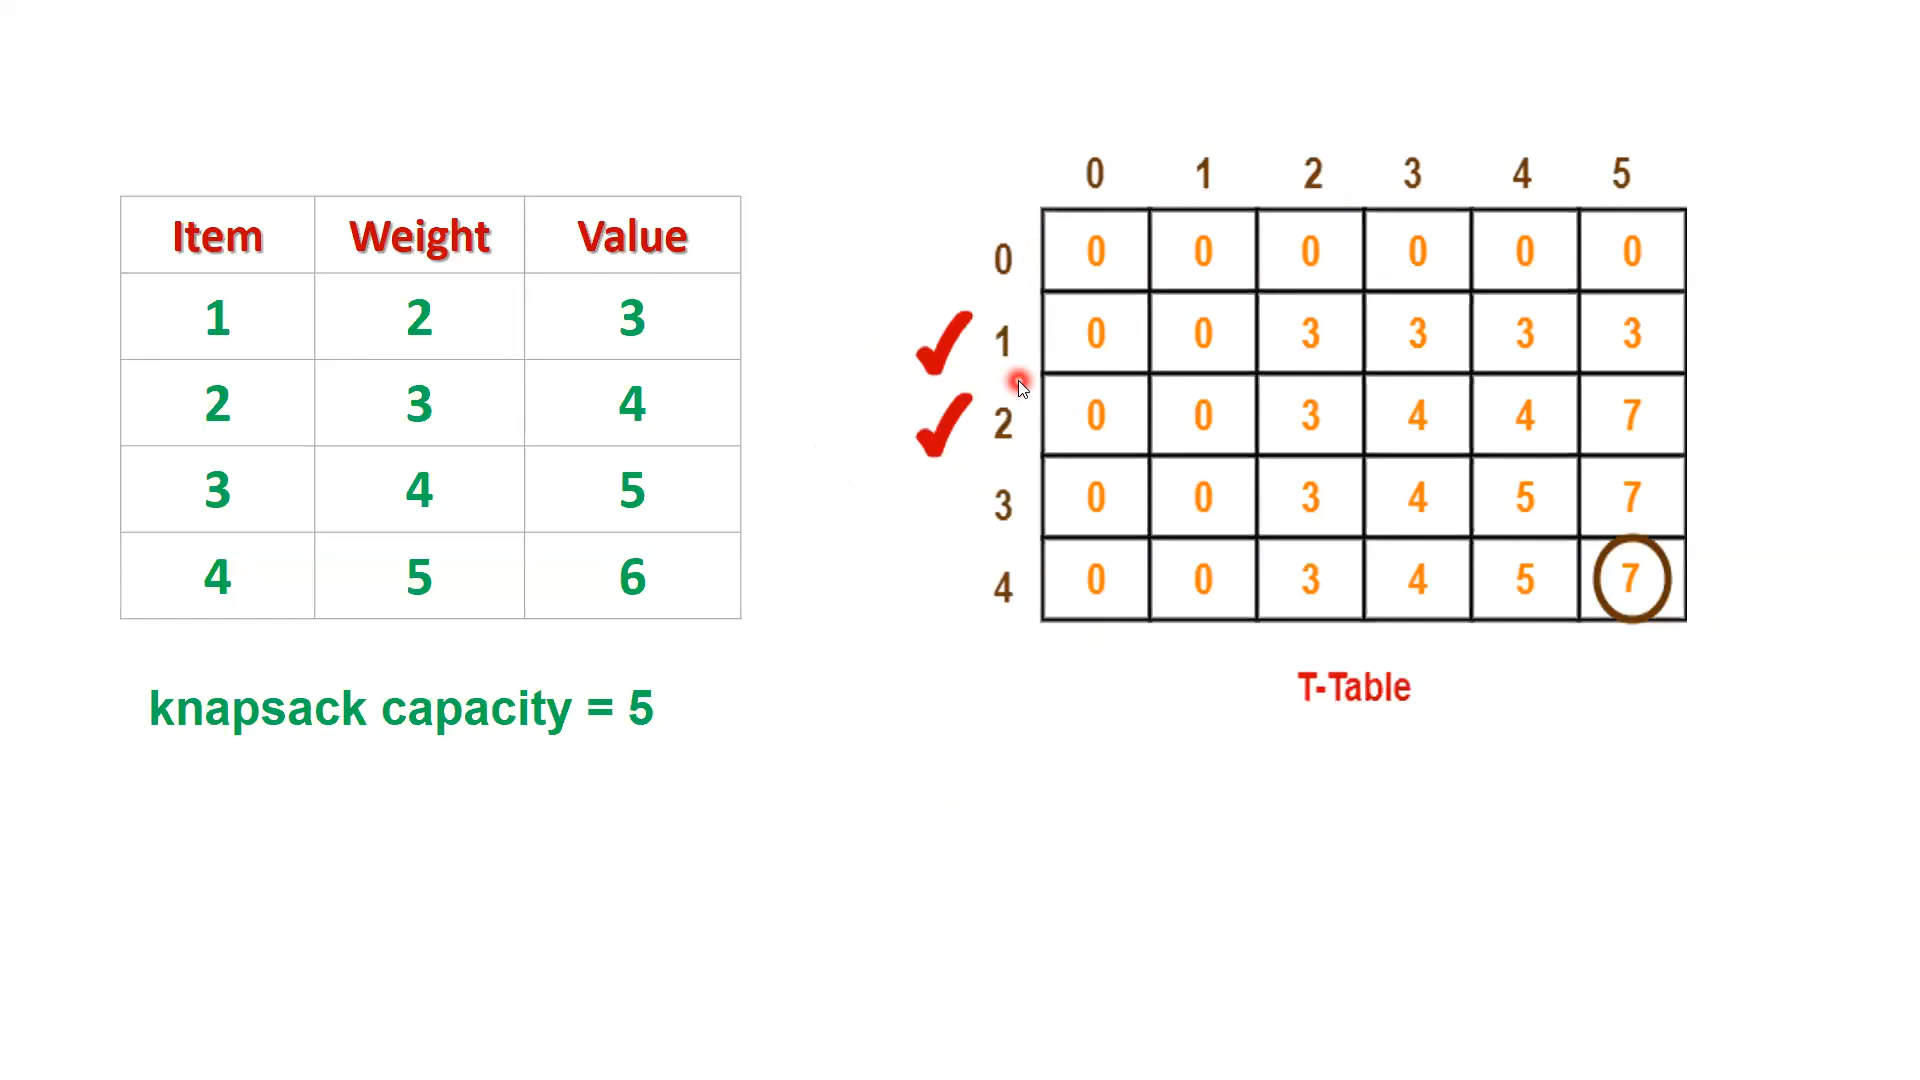 Item Weight Value
1 2 3
2 3 4
3 4 5
4 5 6
knapsack capacity = 5
0 1 2 3 4 5
0 0 0 0 0 0 0
1 0 0 3 3 3 3
2 0 0 3 4 4 7
3 0 0 3 4 5 7
4 0 0 3 4 5 7
T-Table